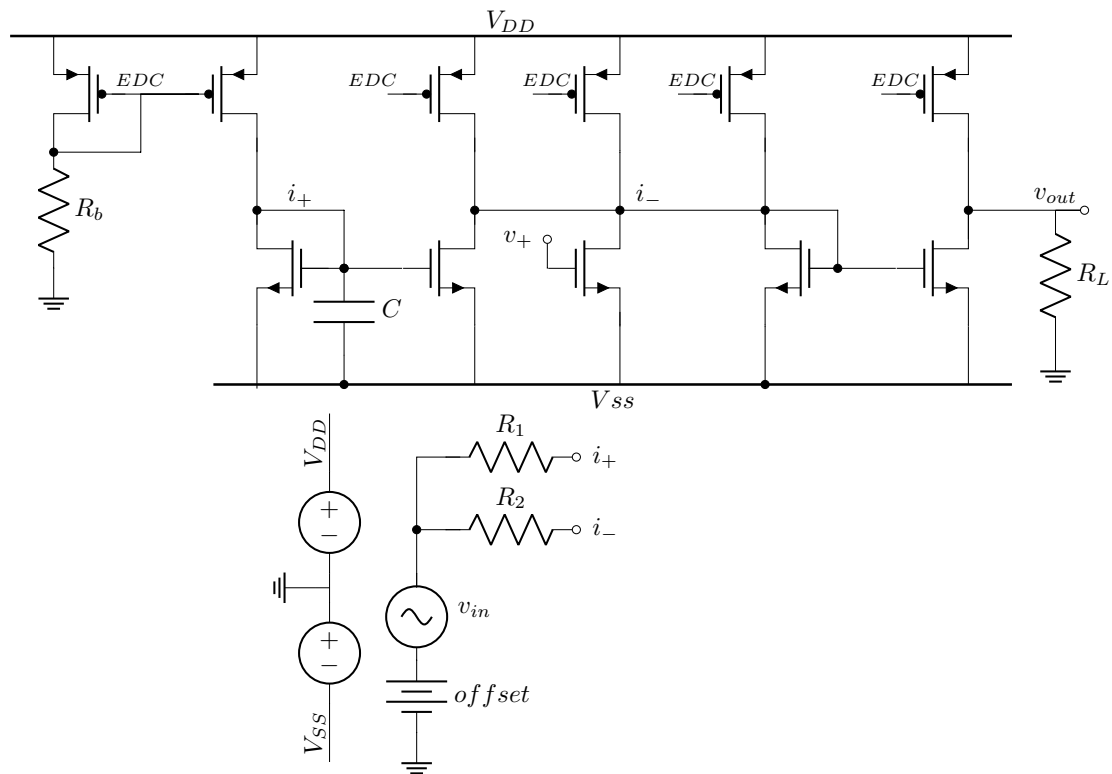 V_DD
EDC EDC EDC EDC EDC
R_b
i_+ i_- v_out
v_+
C
R_L
Vss
V_DD
R_1
i_+
R_2
i_-
v_in
offset
V_SS